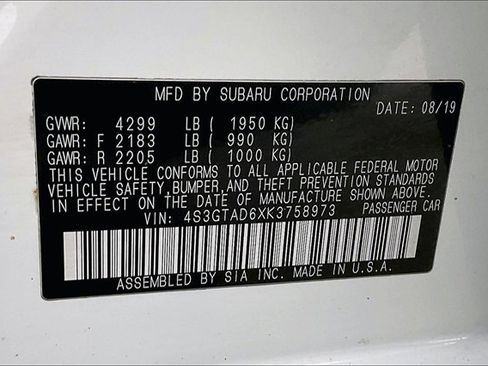 MFD BY SUBARU CORPORATION
DATE: 08/19
GVWR: 4299 LB ( 1950 KG)
GAWR: F 2183 LB ( 990 KG)
GAWR: R 2205 LB ( 1000 KG)
THIS VEHICLE CONFORMS TO ALL APPLICABLE FEDERAL MOTOR
VEHICLE SAFETY,BUMPER,AND THEFT PREVENTION STANDARDS
IN EFFECT ON THE DATE OF MANUFACTURE SHOWN ABOVE.
VIN: 4S3GTAD6XK3758973 PASSENGER CAR
ASSEMBLED BY SIA INC. MADE IN U.S.A.